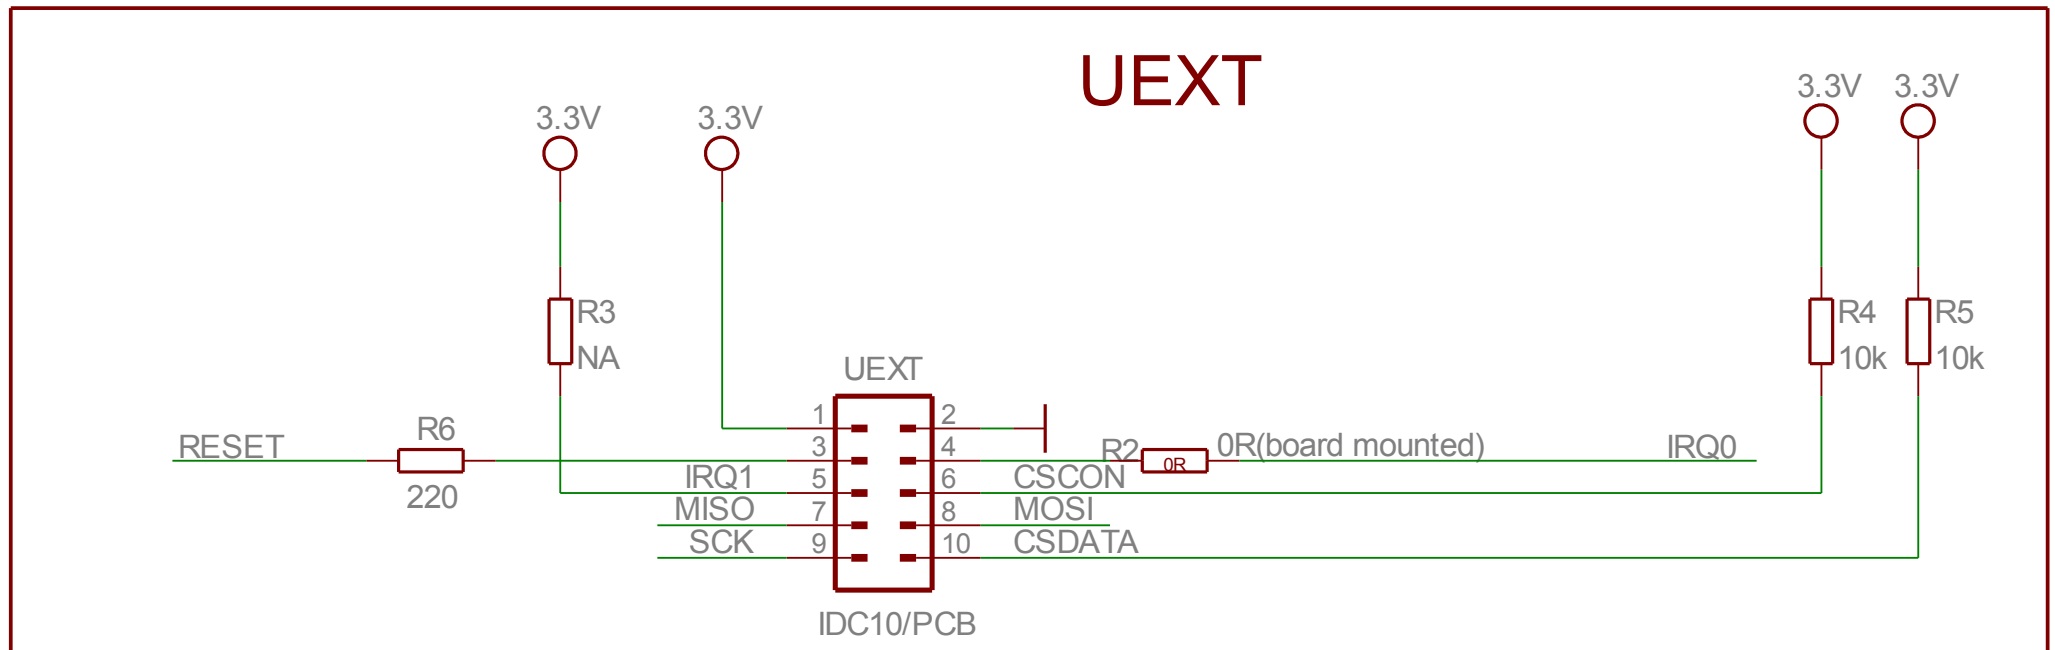 UEXT
3.3V
3.3V
3.3V
3.3V
R3
NA
R4
10k
R5
10k
UEXT
RESET
R6
220
1
2
3
4
R2
0R
0R(board mounted)
IRQ0
IRQ1
5
6
CSCON
MISO
7
8
MOSI
SCK
9
10
CSDATA
IDC10/PCB